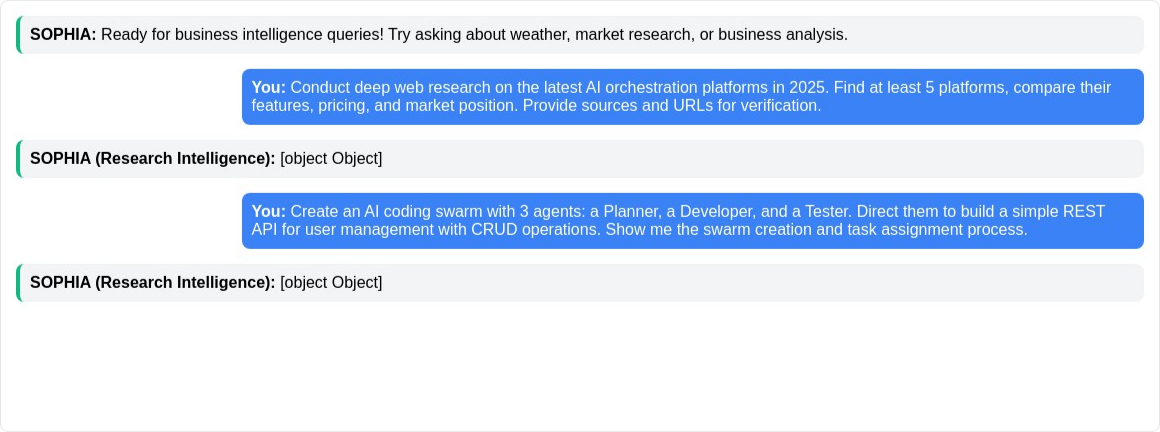 SOPHIA: Ready for business intelligence queries! Try asking about weather, market research, or business analysis.
You: Conduct deep web research on the latest AI orchestration platforms in 2025. Find at least 5 platforms, compare their
features, pricing, and market position. Provide sources and URLs for verification.
SOPHIA (Research Intelligence): [object Object]
You: Create an AI coding swarm with 3 agents: a Planner, a Developer, and a Tester. Direct them to build a simple REST
API for user management with CRUD operations. Show me the swarm creation and task assignment process.
SOPHIA (Research Intelligence): [object Object]